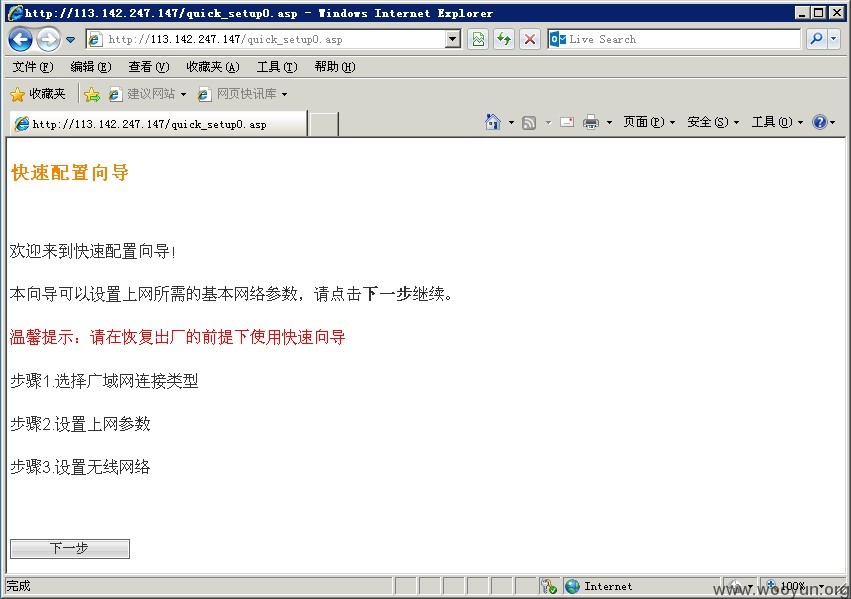 http://113.142.247.147/quick_setup0.asp - Windows Internet Explorer
http://113.142.247.147/quick_setup0.asp
Live Search
文件(F) 编辑(E) 查看(V) 收藏夹(A) 工具(T) 帮助(H)
收藏夹 建议网站 网页快讯库
http://113.142.247.147/quick_setup0.asp
页面(P) 安全(S) 工具(O)
快速配置向导
欢迎来到快速配置向导!
本向导可以设置上网所需的基本网络参数，请点击下一步继续。
温馨提示：请在恢复出厂的前提下使用快速向导
步骤1.选择广域网连接类型
步骤2.设置上网参数
步骤3.设置无线网络
下一步
完成 Internet 100%
www.wooyun.org